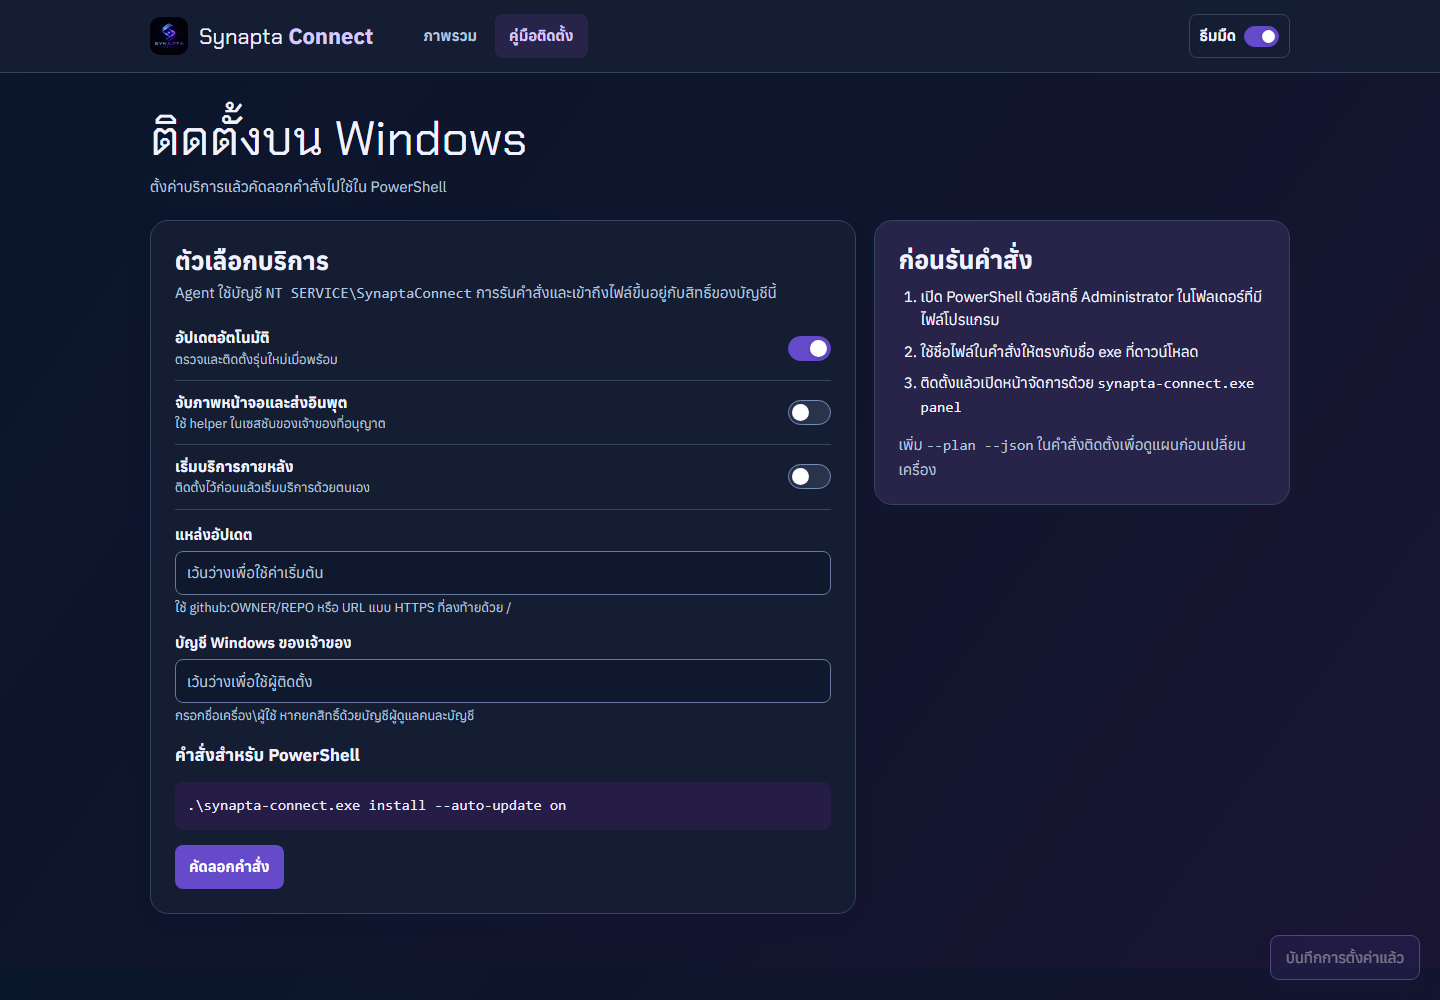 SYNAPTA
Synapta Connect
ภาพรวม
คู่มือติดตั้ง
ธีมมืด
ติดตั้งบน Windows
ตั้งค่าบริการแล้วคัดลอกคำสั่งไปใช้ใน PowerShell
ตัวเลือกบริการ
Agent ใช้บัญชี NT SERVICE\SynaptaConnect การรันคำสั่งและเข้าถึงไฟล์ขึ้นอยู่กับสิทธิ์ของบัญชีนี้
อัปเดตอัตโนมัติ
ตรวจและติดตั้งรุ่นใหม่เมื่อพร้อม
จับภาพหน้าจอและส่งอินพุต
ใช้ helper ในเซสชันของเจ้าของที่อนุญาต
เริ่มบริการภายหลัง
ติดตั้งไว้ก่อนแล้วเริ่มบริการด้วยตนเอง
แหล่งอัปเดต
เว้นว่างเพื่อใช้ค่าเริ่มต้น
ใช้ github:OWNER/REPO หรือ URL แบบ HTTPS ที่ลงท้ายด้วย /
บัญชี Windows ของเจ้าของ
เว้นว่างเพื่อใช้ผู้ติดตั้ง
กรอกชื่อเครื่อง\ผู้ใช้ หากยกสิทธิ์ด้วยบัญชีผู้ดูแลคนละบัญชี
คำสั่งสำหรับ PowerShell
.\synapta-connect.exe install --auto-update on
คัดลอกคำสั่ง
ก่อนรันคำสั่ง
1. เปิด PowerShell ด้วยสิทธิ์ Administrator ในโฟลเดอร์ที่มี
ไฟล์โปรแกรม
2. ใช้ชื่อไฟล์ในคำสั่งให้ตรงกับชื่อ exe ที่ดาวน์โหลด
3. ติดตั้งแล้วเปิดหน้าจัดการด้วย synapta-connect.exe
panel
เพิ่ม --plan --json ในคำสั่งติดตั้งเพื่อดูแผนก่อนเปลี่ยน
เครื่อง
บันทึกการตั้งค่าแล้ว